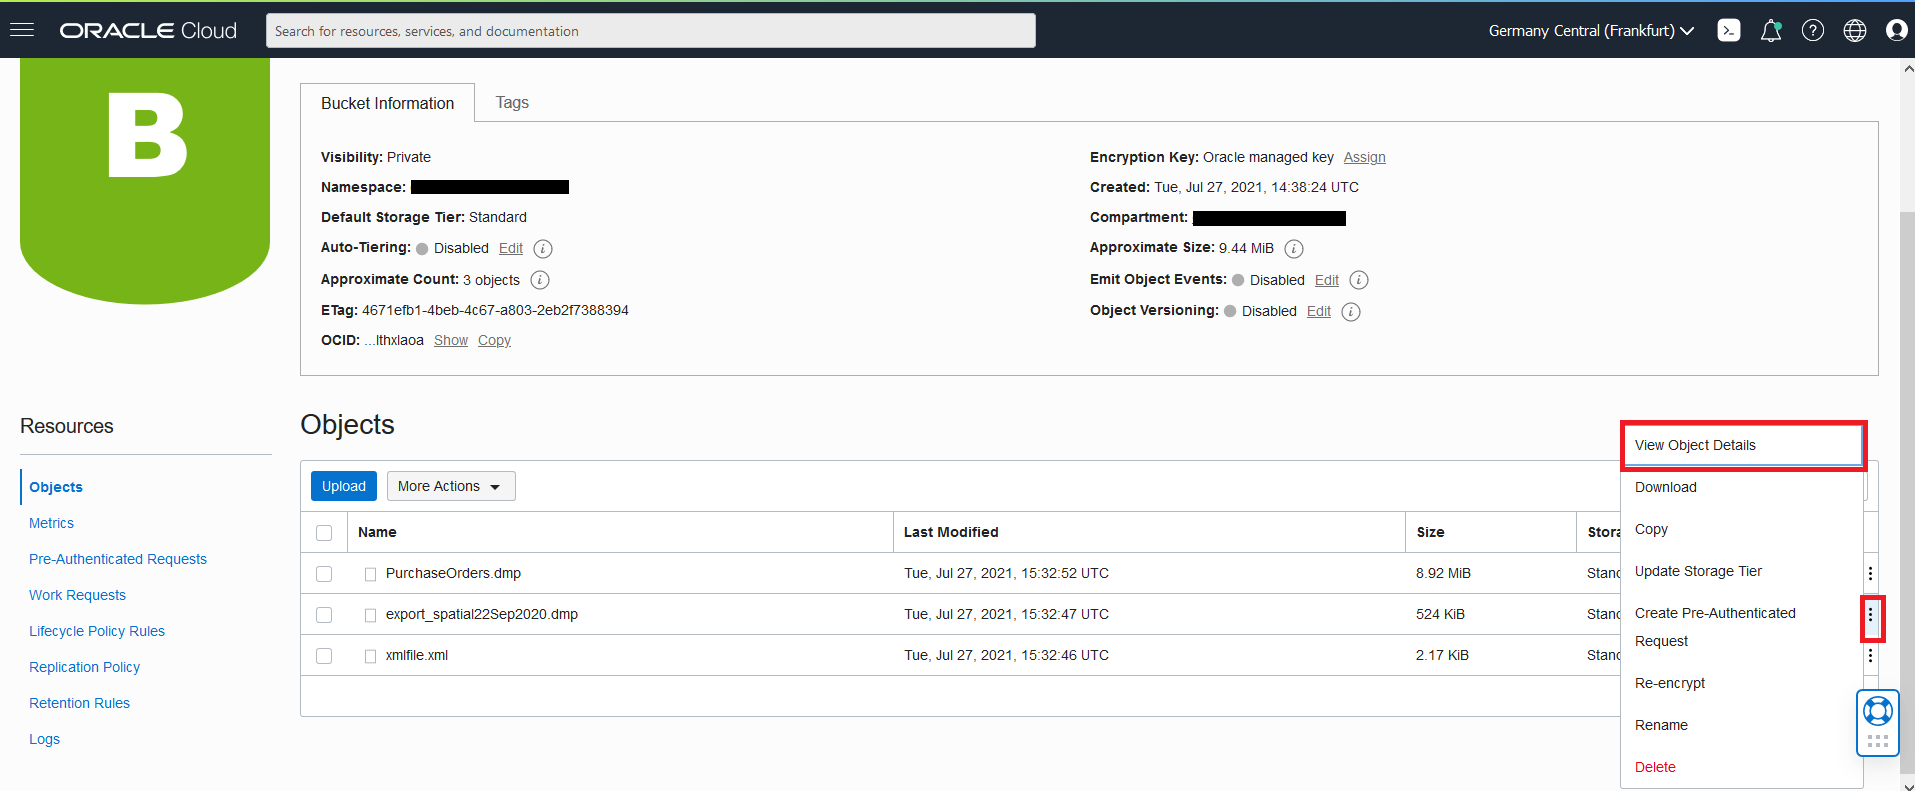 ORACLE Cloud
Search for resources, services, and documentation
Germany Central (Frankfurt)
B
Bucket Information
Tags
Visibility: Private
Namespace:
Default Storage Tier: Standard
Auto-Tiering: Disabled Edit i
Approximate Count: 3 objects i
ETag: 4671efb1-4beb-4c67-a803-2eb2f7388394
OCID: ...lthxlaoa Show Copy
Encryption Key: Oracle managed key Assign
Created: Tue, Jul 27, 2021, 14:38:24 UTC
Compartment:
Approximate Size: 9.44 MiB i
Emit Object Events: Disabled Edit i
Object Versioning: Disabled Edit i
Resources
Objects
Metrics
Pre-Authenticated Requests
Work Requests
Lifecycle Policy Rules
Replication Policy
Retention Rules
Logs
Objects
Upload More Actions
Name Last Modified Size Stora
PurchaseOrders.dmp Tue, Jul 27, 2021, 15:32:52 UTC 8.92 MiB Stanc
export_spatial22Sep2020.dmp Tue, Jul 27, 2021, 15:32:47 UTC 524 KiB Stanc
xmlfile.xml Tue, Jul 27, 2021, 15:32:46 UTC 2.17 KiB Stanc
View Object Details
Download
Copy
Update Storage Tier
Create Pre-Authenticated
Request
Re-encrypt
Rename
Delete